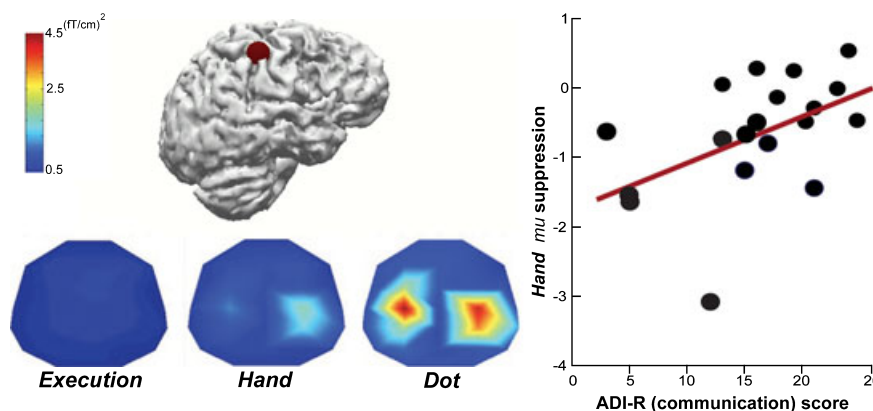 4.5 (fT/cm)2
2.5
0.5
Execution
Hand
Dot
1
0
-1
-2
-3
-4
Hand mu suppression
0
5
10
15
20
ADI-R (communication) score